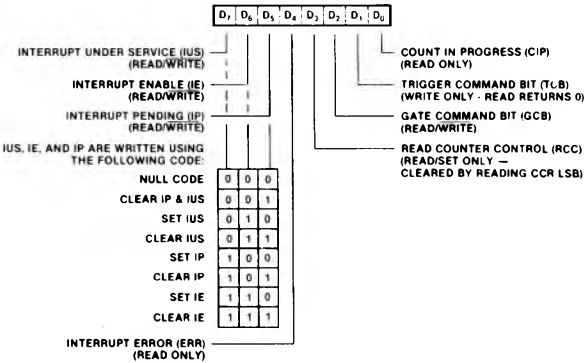 D7 D6 D5 D4 D3 D2 D1 D0
INTERRUPT UNDER SERVICE (IUS)
(READ/WRITE)
INTERRUPT ENABLE (IE)
(READ/WRITE)
INTERRUPT PENDING (IP)
(READ/WRITE)
IUS, IE, AND IP ARE WRITTEN USING
THE FOLLOWING CODE:
NULL CODE 0 0 0
CLEAR IP & IUS 0 0 1
SET IUS 0 1 0
CLEAR IUS 0 1 1
SET IP 1 0 0
CLEAR IP 1 0 1
SET IE 1 1 0
CLEAR IE 1 1 1
INTERRUPT ERROR (ERR)
(READ ONLY)
COUNT IN PROGRESS (CIP)
(READ ONLY)
TRIGGER COMMAND BIT (TCB)
(WRITE ONLY - READ RETURNS 0)
GATE COMMAND BIT (GCB)
(READ/WRITE)
READ COUNTER CONTROL (RCC)
(READ/SET ONLY —
CLEARED BY READING CCR LSB)